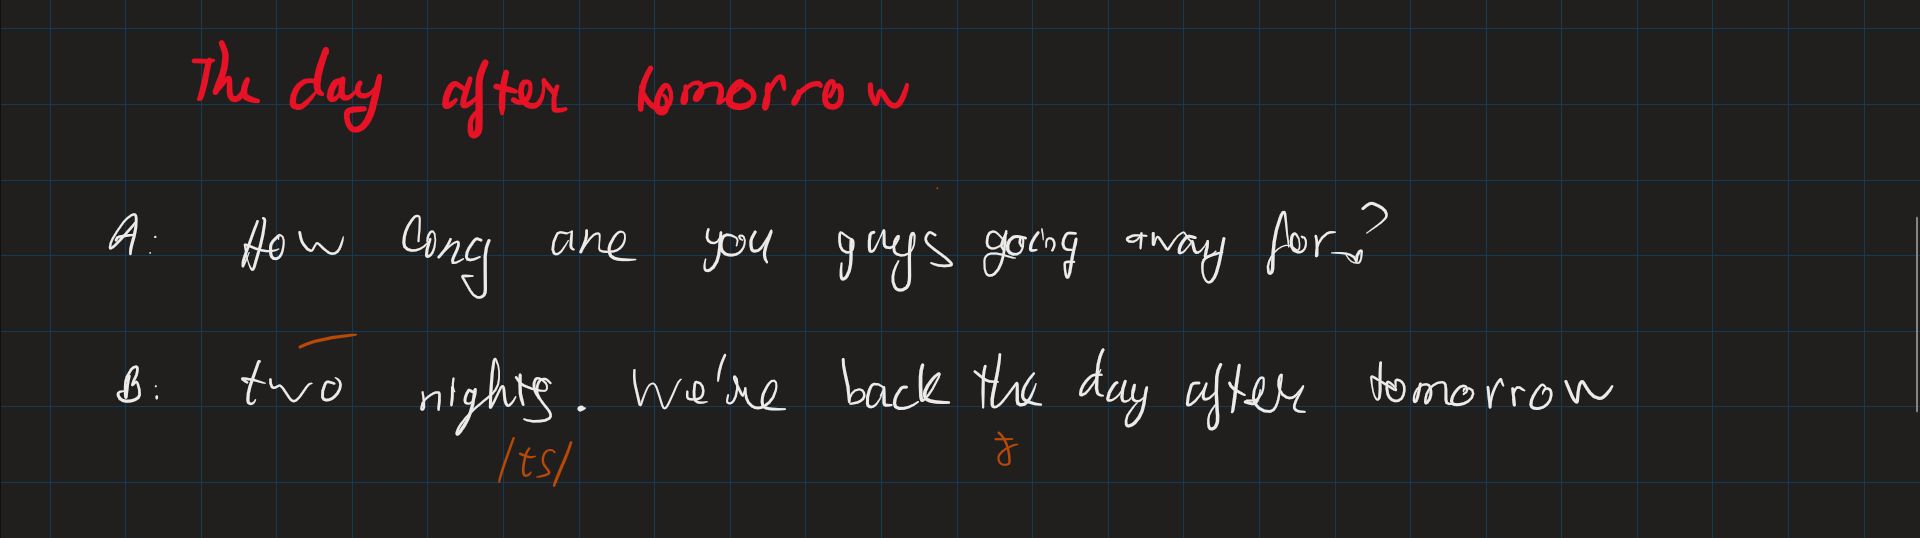 The day after tomorrow
A: How long are you guys going away for?
B: two nights. We're back the day after tomorrow
/ts/ ð